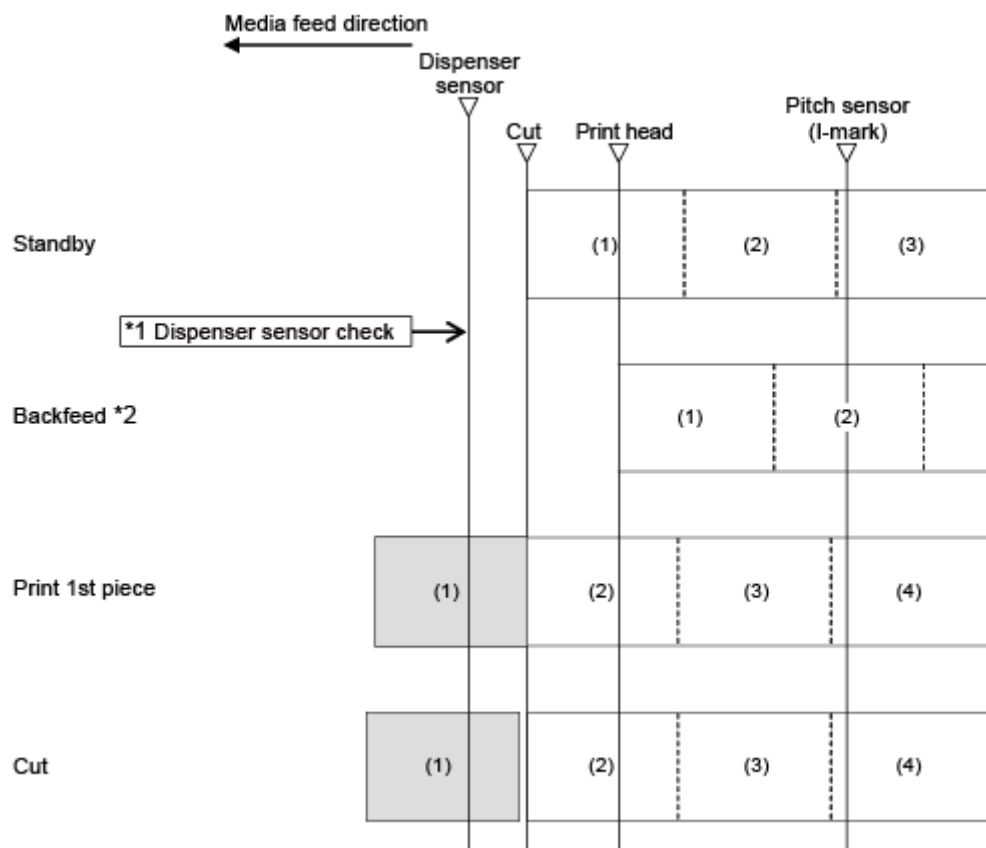 Media feed direction
Dispenser
sensor
Pitch sensor
(I-mark)
Cut
Print head
Standby
(1)
(2)
(3)
*1 Dispenser sensor check
Backfeed *2
(1)
(2)
Print 1st piece
(1)
(2)
(3)
(4)
Cut
(1)
(2)
(3)
(4)